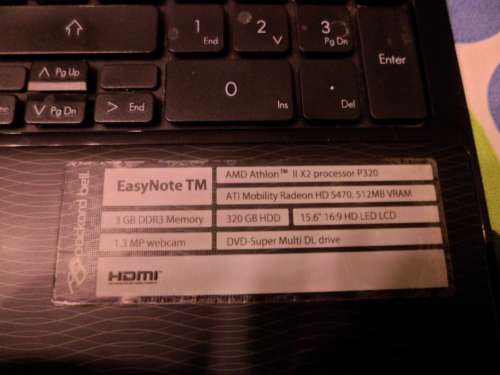 1
End
2
3
Pg Dn
Enter
Pg Up
0
Ins
.
Del
Pg Dn
End
packard bell
EasyNote TM
AMD Athlon™ II X2 processor P320
ATI Mobility Radeon HD 5470, 512MB VRAM
3 GB DDR3 Memory
320 GB HDD
15.6" 16:9 HD LED LCD
1.3 MP webcam
DVD-Super Multi DL drive
HDMI